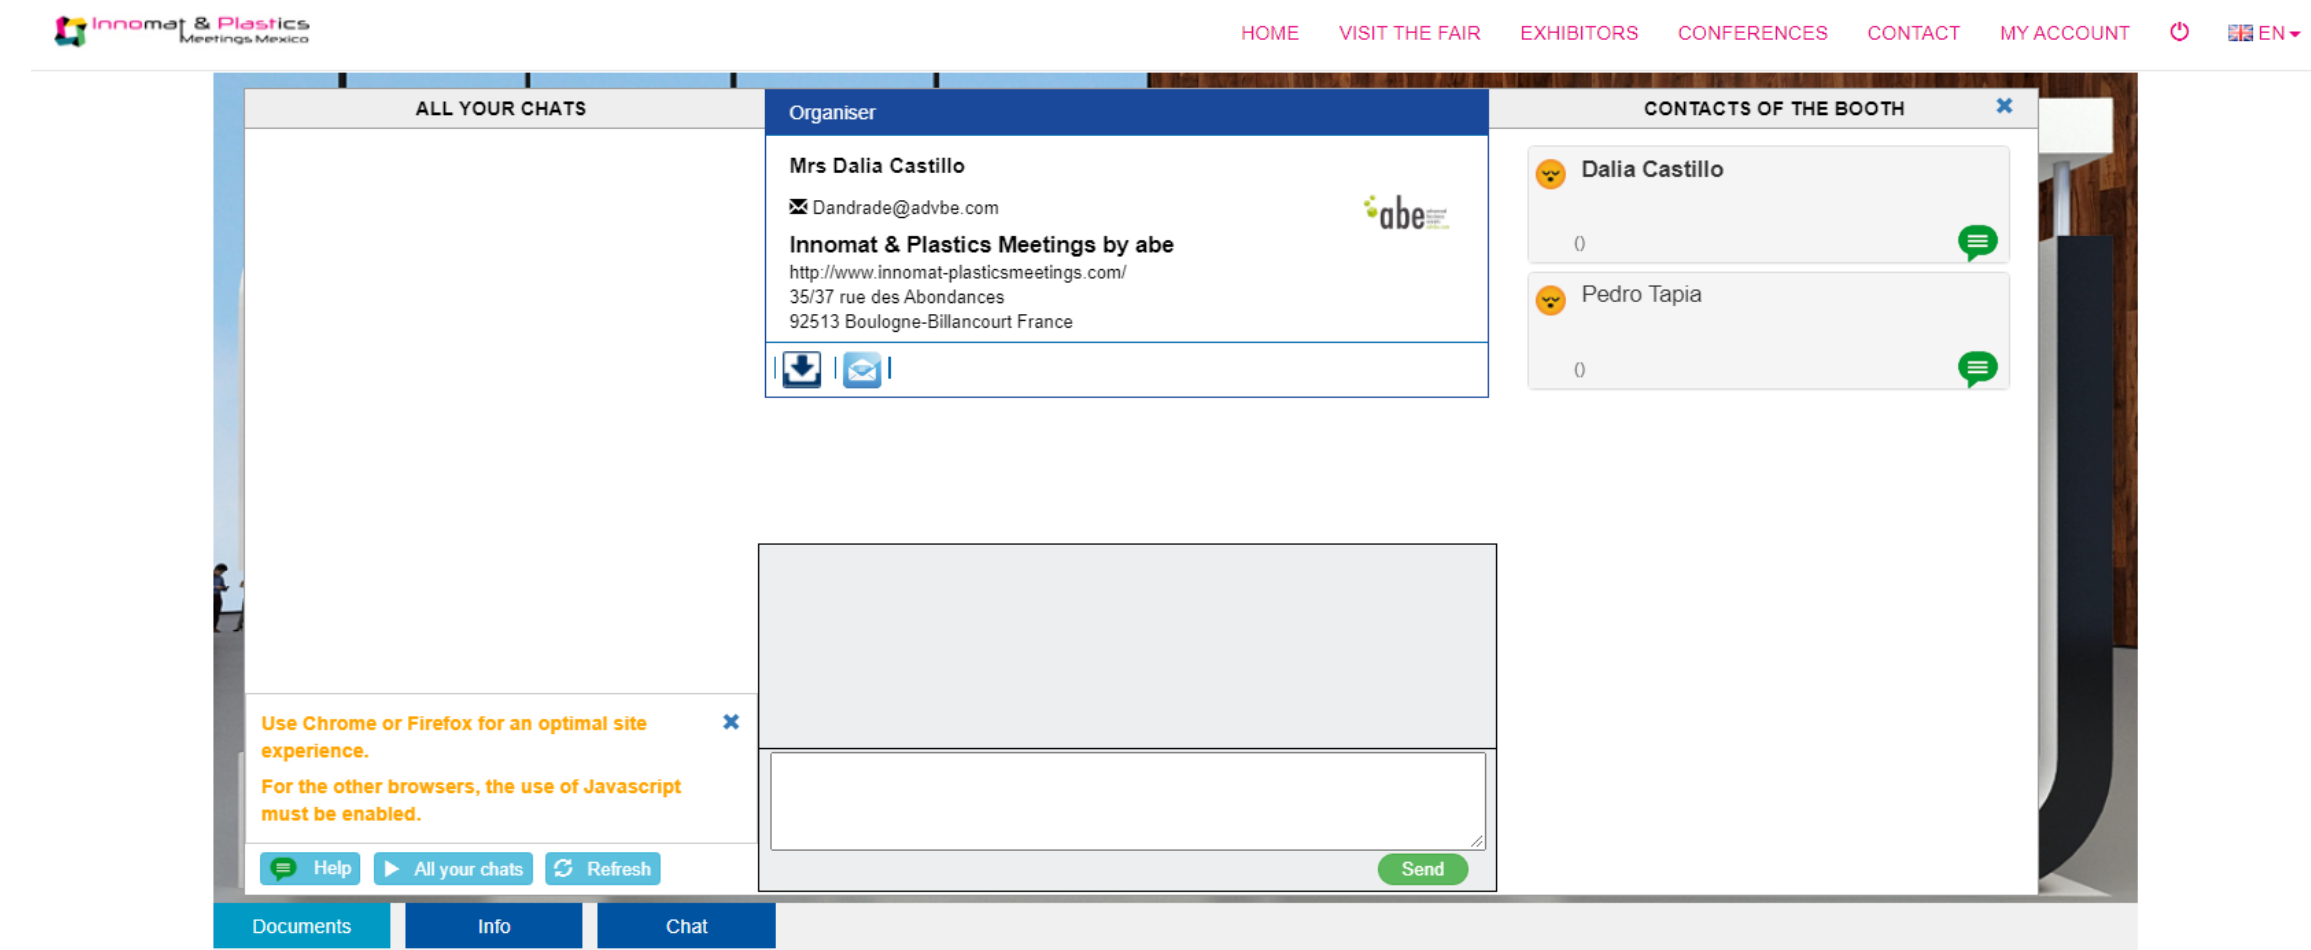 Innomat & Plastics
Meetings Mexico
HOME VISIT THE FAIR EXHIBITORS CONFERENCES CONTACT MY ACCOUNT EN
ALL YOUR CHATS
Organiser
Mrs Dalia Castillo
Dandrade@advbe.com
abe
Innomat & Plastics Meetings by abe
http://www.innomat-plasticsmeetings.com/
35/37 rue des Abondances
92513 Boulogne-Billancourt France
CONTACTS OF THE BOOTH
Dalia Castillo
()
Pedro Tapia
()
Use Chrome or Firefox for an optimal site
experience.
For the other browsers, the use of Javascript
must be enabled.
Help All your chats Refresh
Send
Documents Info Chat